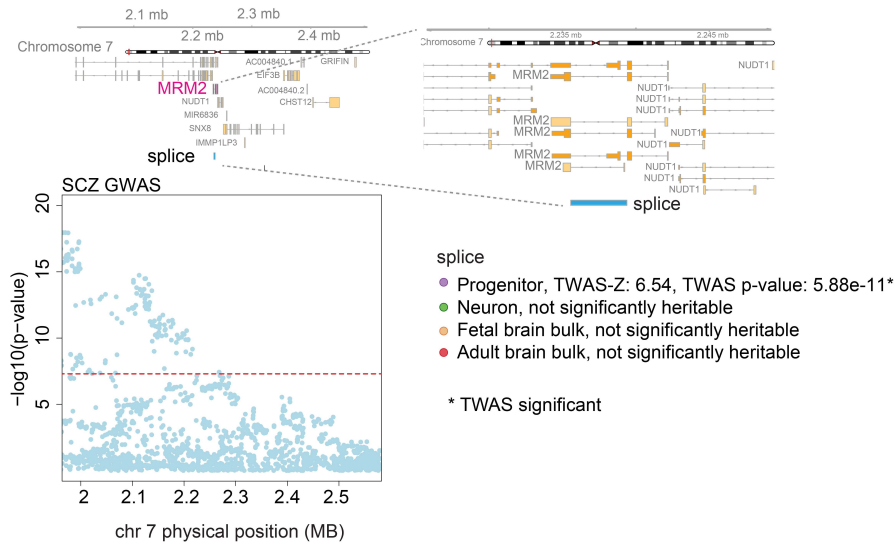 2.1 mb
2.3 mb
2.2 mb
2.4 mb
Chromosome 7
AC004840.1
GRIFIN
EIF3B
MRM2
AC004840.2
NUDT1
CHST12
MIR6836
SNX8
IMMP1LP3
splice
2.235 mb
2.245 mb
Chromosome 7
NUDT1
MRM2
NUDT1
NUDT1
NUDT1
MRM2
MRM2
NUDT1
NUDT1
MRM2
MRM2
NUDT1
NUDT1
NUDT1
splice
SCZ GWAS
−log10(p−value)
20
15
10
5
2
2.1
2.2
2.3
2.4
2.5
chr 7 physical position (MB)
splice
Progenitor, TWAS-Z: 6.54, TWAS p-value: 5.88e-11*
Neuron, not significantly heritable
Fetal brain bulk, not significantly heritable
Adult brain bulk, not significantly heritable
* TWAS significant